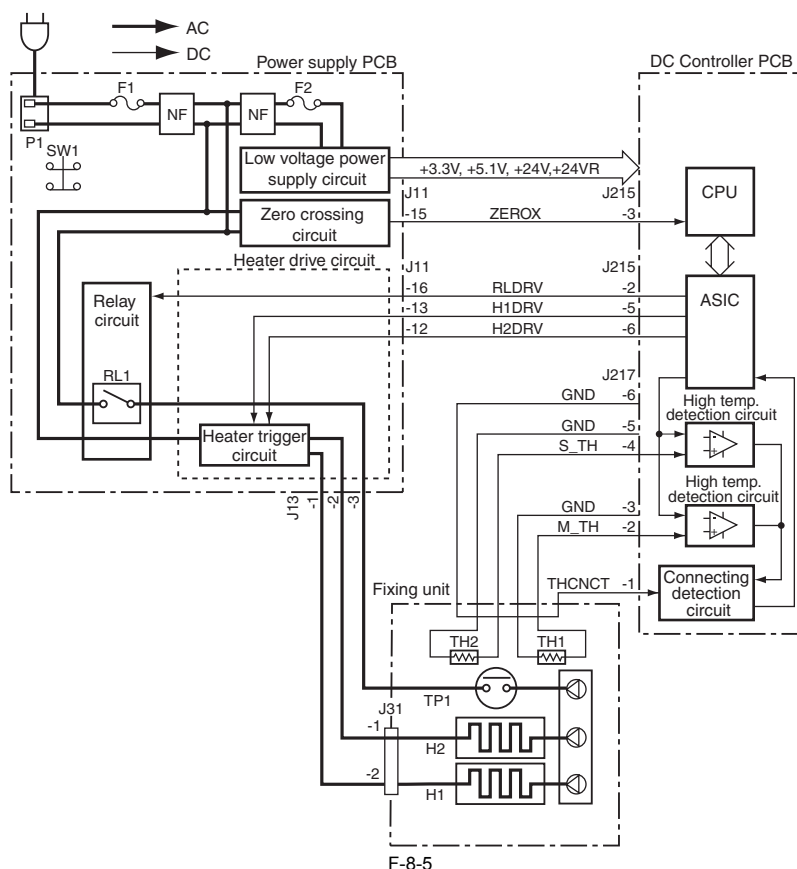 AC
DC
Power supply PCB
DC Controller PCB
F1
F2
NF
NF
P1
SW1
Low voltage power
supply circuit
+3.3V, +5.1V, +24V,+24VR
J11
J215
CPU
Zero crossing
circuit
-15
ZEROX
-3
Heater drive circuit
J11
J215
Relay
circuit
-16
RLDRV
-2
ASIC
-13
H1DRV
-5
-12
H2DRV
-6
RL1
J217
GND
-6
High temp.
detection circuit
Heater trigger
circuit
GND
-5
S_TH
-4
-
+
High temp.
detection circuit
J13
-1
-2
-3
GND
-3
M_TH
-2
-
+
Fixing unit
THCNCT
-1
Connecting
detection
circuit
TH2
TH1
TP1
J31
-1
H2
-2
H1
F-8-5